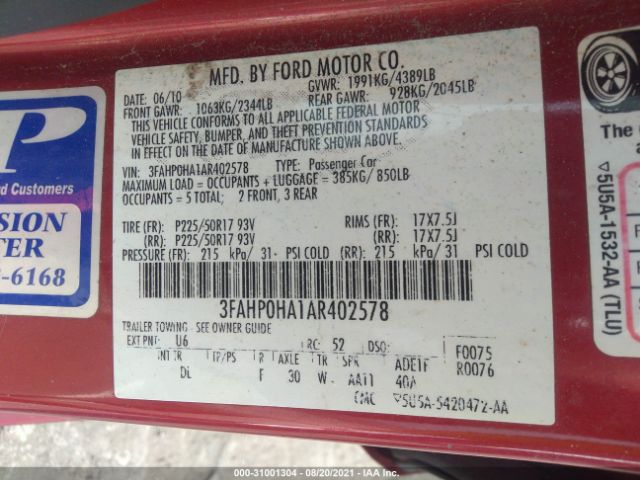 MFD. BY FORD MOTOR CO.
DATE: 06/10 GVWR: 1991KG/4389LB
FRONT GAWR: 1063KG/2344LB REAR GAWR: 928KG/2045LB
THIS VEHICLE CONFORMS TO ALL APPLICABLE FEDERAL MOTOR
VEHICLE SAFETY, BUMPER, AND THEFT PREVENTION STANDARDS
IN EFFECT ON THE DATE OF MANUFACTURE SHOWN ABOVE.
VIN: 3FAHP0HA1AR402578 TYPE: Passenger Car
MAXIMUM LOAD = OCCUPANTS + LUGGAGE = 385KG/ 850LB
OCCUPANTS = 5 TOTAL; 2 FRONT, 3 REAR
TIRE (FR): P225/50R17 93V RIMS (FR): 17X7.5J
(RR): P225/50R17 93V (RR): 17X7.5J
PRESSURE (FR): 215 kPa/ 31 PSI COLD (RR): 215 kPa/ 31 PSI COLD
3FAHP0HA1AR402578
TRAILER TOWING - SEE OWNER GUIDE
EXT PNT: U6 RC: 52 DSO: F0075
INT TR TP/PS R AXLE TR SPR ADE1F R0076
DL F 30 W AA11 40A
▽5U5A-5420472-AA
P
rd Customers
SION
TER
-6168
The
▽5U5A-1532-AA (TLU)
000-31001304 | 08/20/2021 | IAA Inc.